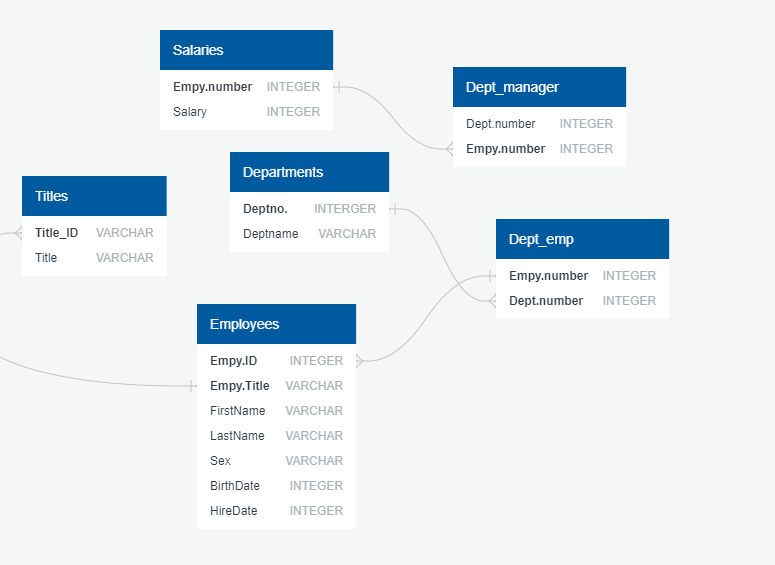 Salaries
Empy.number INTEGER
Salary INTEGER
Dept_manager
Dept.number INTEGER
Empy.number INTEGER
Departments
Deptno. INTERGER
Deptname VARCHAR
Titles
Title_ID VARCHAR
Title VARCHAR
Dept_emp
Empy.number INTEGER
Dept.number INTEGER
Employees
Empy.ID INTEGER
Empy.Title VARCHAR
FirstName VARCHAR
LastName VARCHAR
Sex VARCHAR
BirthDate INTEGER
HireDate INTEGER